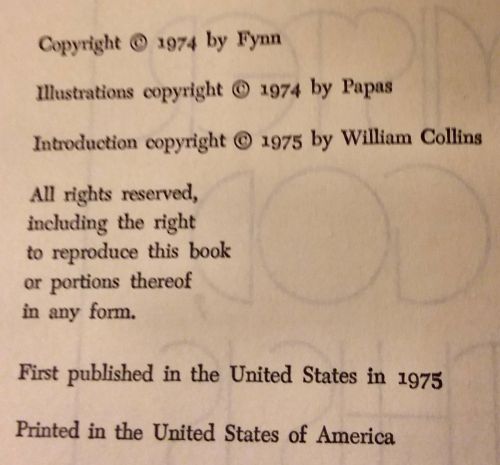 Copyright © 1974 by Fynn
Illustrations copyright © 1974 by Papas
Introduction copyright © 1975 by William Collins
All rights reserved,
including the right
to reproduce this book
or portions thereof
in any form.
First published in the United States in 1975
Printed in the United States of America